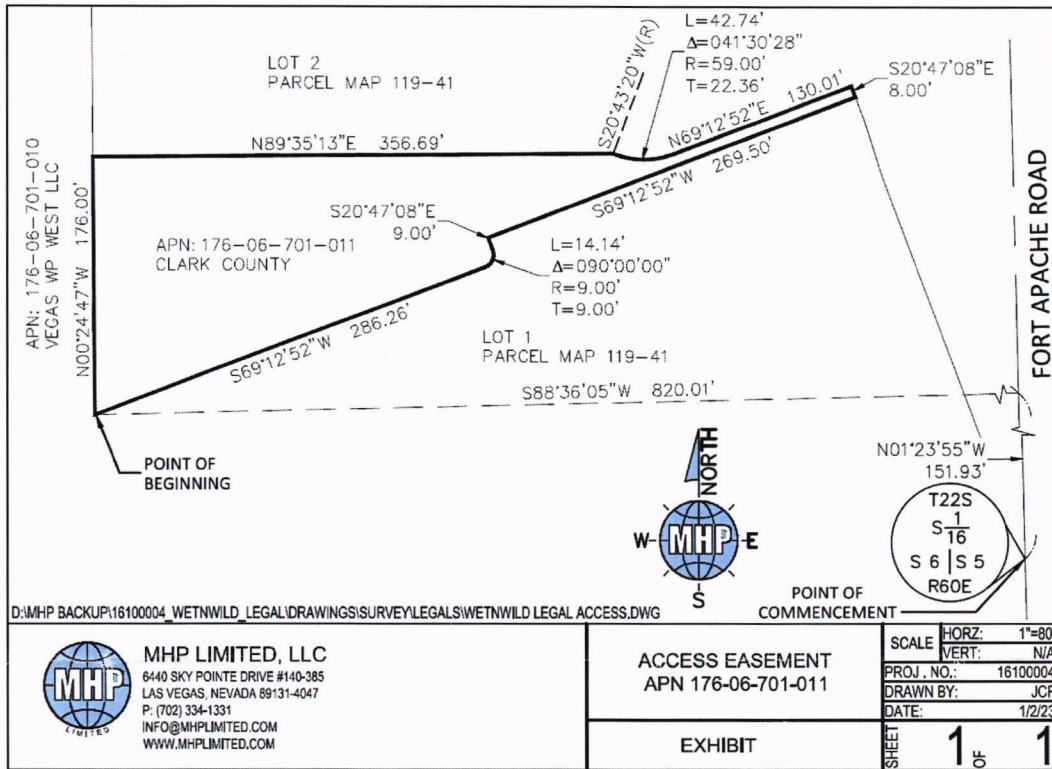 LOT 2
PARCEL MAP 119-41
L=42.74'
Δ=041°30'28"
R=59.00'
T=22.36'
S20°43'20"W(R)
S20°47'08"E
8.00'
N69°12'52"E 130.01'
N89°35'13"E 356.69'
S69°12'52"W 269.50'
APN: 176-06-701-010
VEGAS WP WEST LLC
N00°24'47"W 176.00'
S20°47'08"E
9.00'
APN: 176-06-701-011
CLARK COUNTY
L=14.14'
Δ=090°00'00"
R=9.00'
T=9.00'
S69°12'52"W 286.26'
LOT 1
PARCEL MAP 119-41
S88°36'05"W 820.01'
FORT APACHE ROAD
POINT OF
BEGINNING
NORTH
W MHP E
S
N01°23'55"W
151.93'
T22S
S 1/16
S 6 | S 5
R60E
POINT OF
COMMENCEMENT
D:\MHP BACKUP\16100004_WETNWILD_LEGAL\DRAWINGS\SURVEY\LEGALS\WETNWILD LEGAL ACCESS.DWG
MHP
LIMITED
MHP LIMITED, LLC
6440 SKY POINTE DRIVE #140-385
LAS VEGAS, NEVADA 89131-4047
P: (702) 334-1331
INFO@MHPLIMITED.COM
WWW.MHPLIMITED.COM
ACCESS EASEMENT
APN 176-06-701-011
EXHIBIT
SCALE HORZ: 1"=80
VERT: N/A
PROJ. NO.: 16100004
DRAWN BY: JCP
DATE: 1/2/23
SHEET 1 OF 1